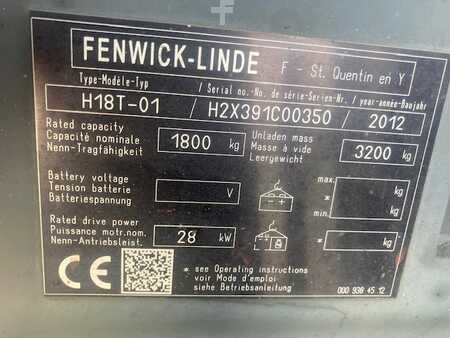 FENWICK-LINDE F - St. Quentin en Y
Type-Modèle-Typ / Serial no.-No. de série-Serien-Nr. / year-année-Baujahr
H18T-01 / H2X391C00350 / 2012
Rated capacity
Capacité nominale
Nenn-Tragfähigkeit
1800 kg
Unladen mass
Masse à vide
Leergewicht
3200 kg
Battery voltage
Tension batterie
Batteriespannung
V
max.
* kg
*
min. * kg
Rated drive power
Puissance motr.nom.
Nenn-Antriebsleist.
28 kW
* kg
CE
* see Operating instructions
voir Mode d'emploi
siehe Betriebsanleitung
000 938 45 12